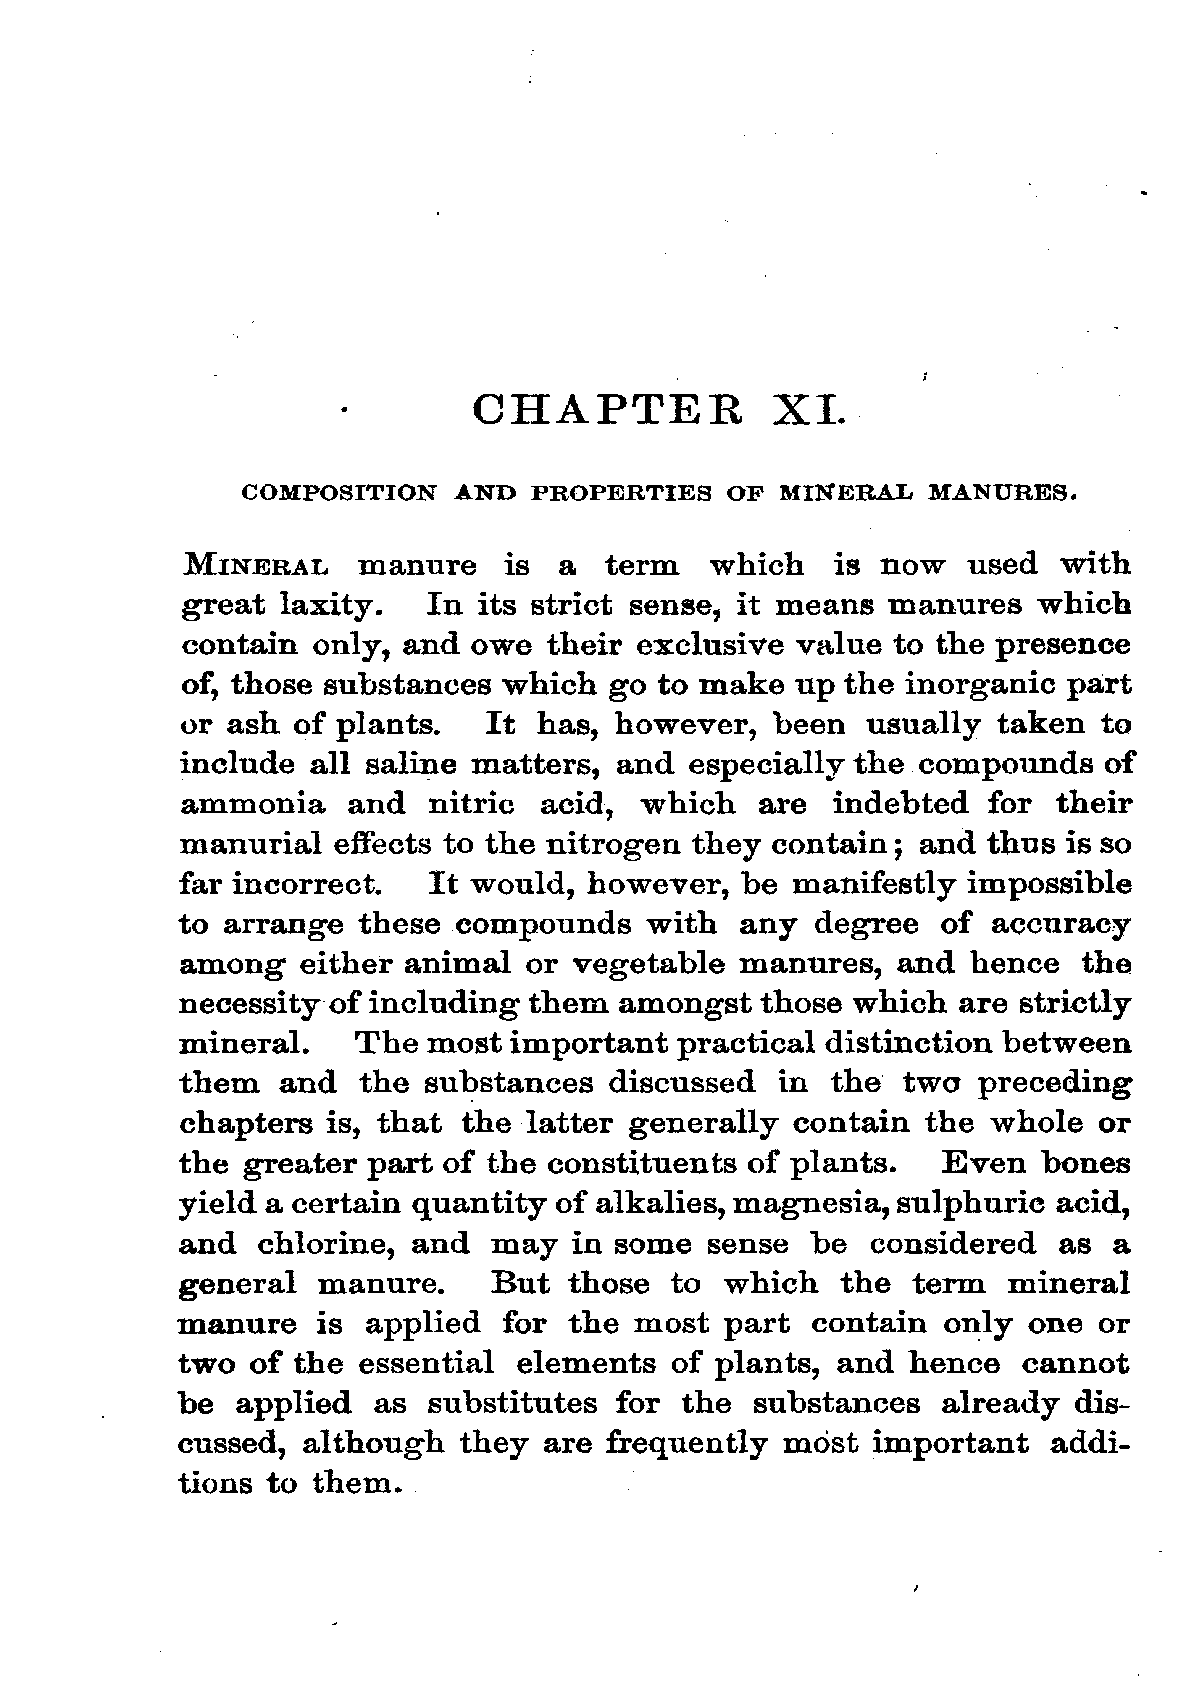 CHAPTER XI.
COMPOSITION AND PROPERTIES OF MINERAL MANURES.
MINERAL manure is a term which is now used with
great laxity. In its strict sense, it means manures which
contain only, and owe their exclusive value to the presence
of, those substances which go to make up the inorganic part
or ash of plants. It has, however, been usually taken to
include all saline matters, and especially the compounds of
ammonia and nitric acid, which are indebted for their
manurial effects to the nitrogen they contain; and thus is so
far incorrect. It would, however, be manifestly impossible
to arrange these compounds with any degree of accuracy
among either animal or vegetable manures, and hence the
necessity of including them amongst those which are strictly
mineral. The most important practical distinction between
them and the substances discussed in the two preceding
chapters is, that the latter generally contain the whole or
the greater part of the constituents of plants. Even bones
yield a certain quantity of alkalies, magnesia, sulphuric acid,
and chlorine, and may in some sense be considered as a
general manure. But those to which the term mineral
manure is applied for the most part contain only one or
two of the essential elements of plants, and hence cannot
be applied as substitutes for the substances already dis-
cussed, although they are frequently most important addi-
tions to them.